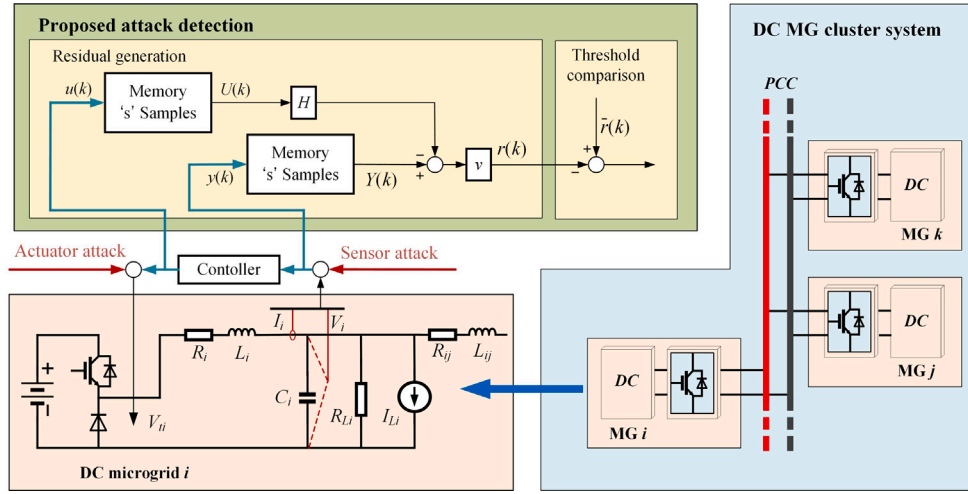 Proposed attack detection
Residual generation
u(k)
Memory
‘s’ Samples
U(k)
H
y(k)
Memory
‘s’ Samples
Y(k)
−
+
v
r(k)
Threshold
comparison
r̄(k)
+
−
DC MG cluster system
PCC
DC
MG k
DC
MG j
DC
MG i
Actuator attack
Contoller
Sensor attack
I_i
V_i
R_i
L_i
R_ij
L_ij
C_i
R_Li
I_Li
+
−
V_ti
DC microgrid i